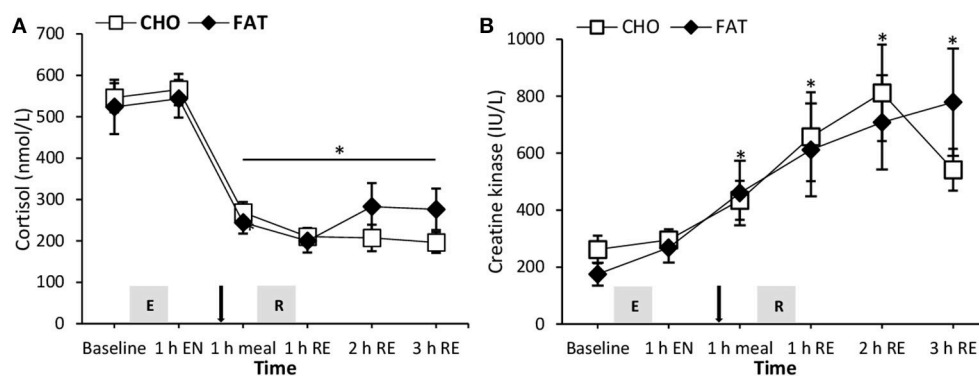 A
CHO FAT
700
600
500
400
300
200
100
0
Cortisol (nmol/L)
*
*
E
R
Baseline 1 h EN 1 h meal 1 h RE 2 h RE 3 h RE
Time
B
CHO FAT
1000
800
600
400
200
0
Creatine kinase (IU/L)
* * * *
E
R
Baseline 1 h EN 1 h meal 1 h RE 2 h RE 3 h RE
Time